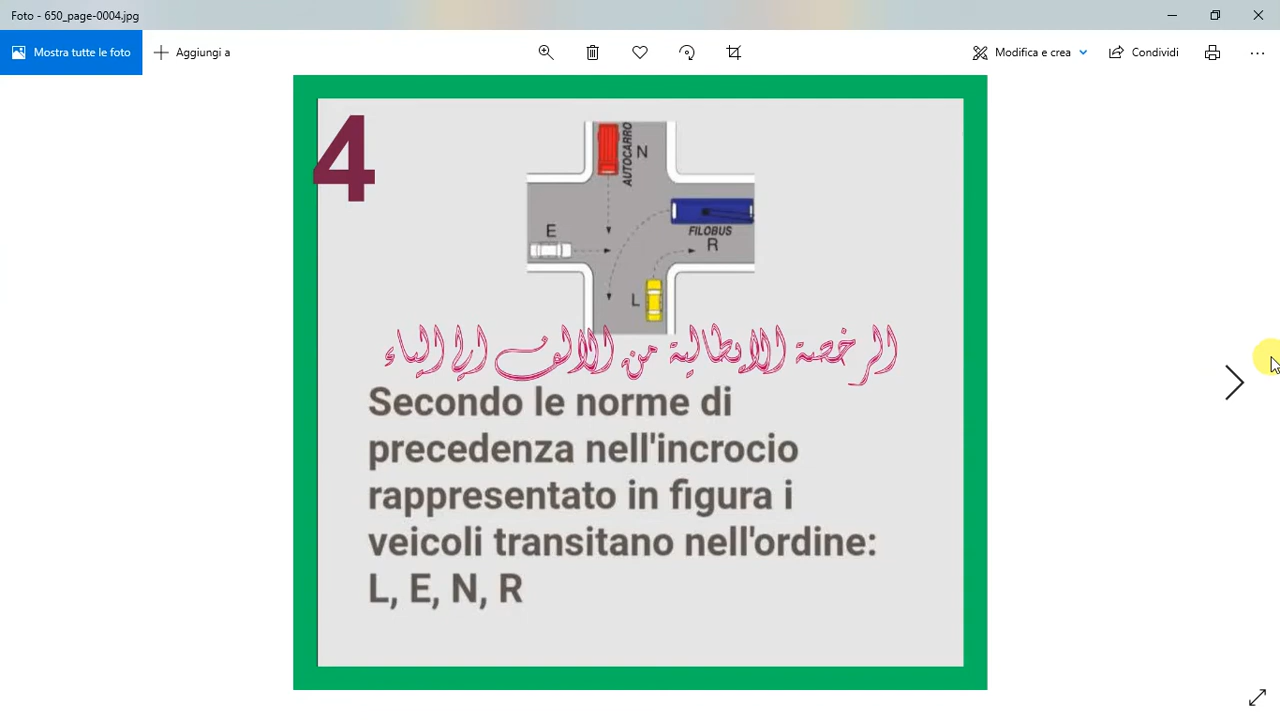 Foto - 650_page-0004.jpg
Mostra tutte le foto
Aggiungi a
Modifica e crea
Condividi
4
AUTOCARRO
N
E
FILOBUS
R
L
الرخصة الايطالية من الالف الى الياء
Secondo le norme di
precedenza nell'incrocio
rappresentato in figura i
veicoli transitano nell'ordine:
L, E, N, R